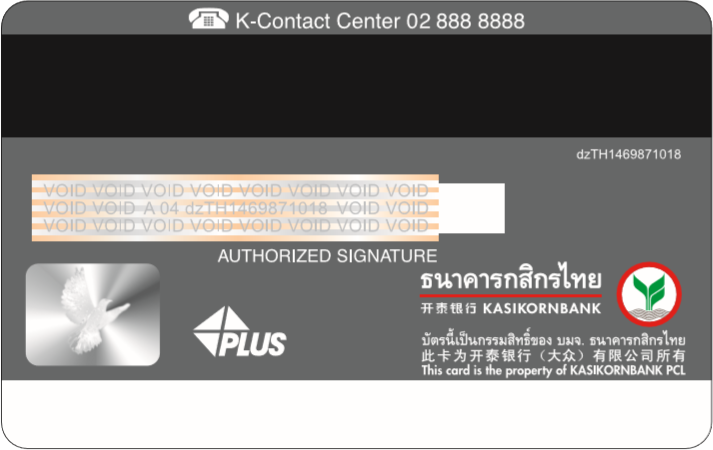 K-Contact Center 02 888 8888
dzTH1469871018
VOID VOID VOID VOID VOID VOID VOID VOID
VOID VOID A 04 dzTH1469871018 VOID VOID
VOID VOID VOID VOID VOID VOID VOID VOID
AUTHORIZED SIGNATURE
ธนาคารกสิกรไทย
开泰银行 KASIKORNBANK
PLUS
บัตรนี้เป็นกรรมสิทธิ์ของ บมจ. ธนาคารกสิกรไทย
此卡为开泰银行（大众）有限公司所有
This card is the property of KASIKORNBANK PCL